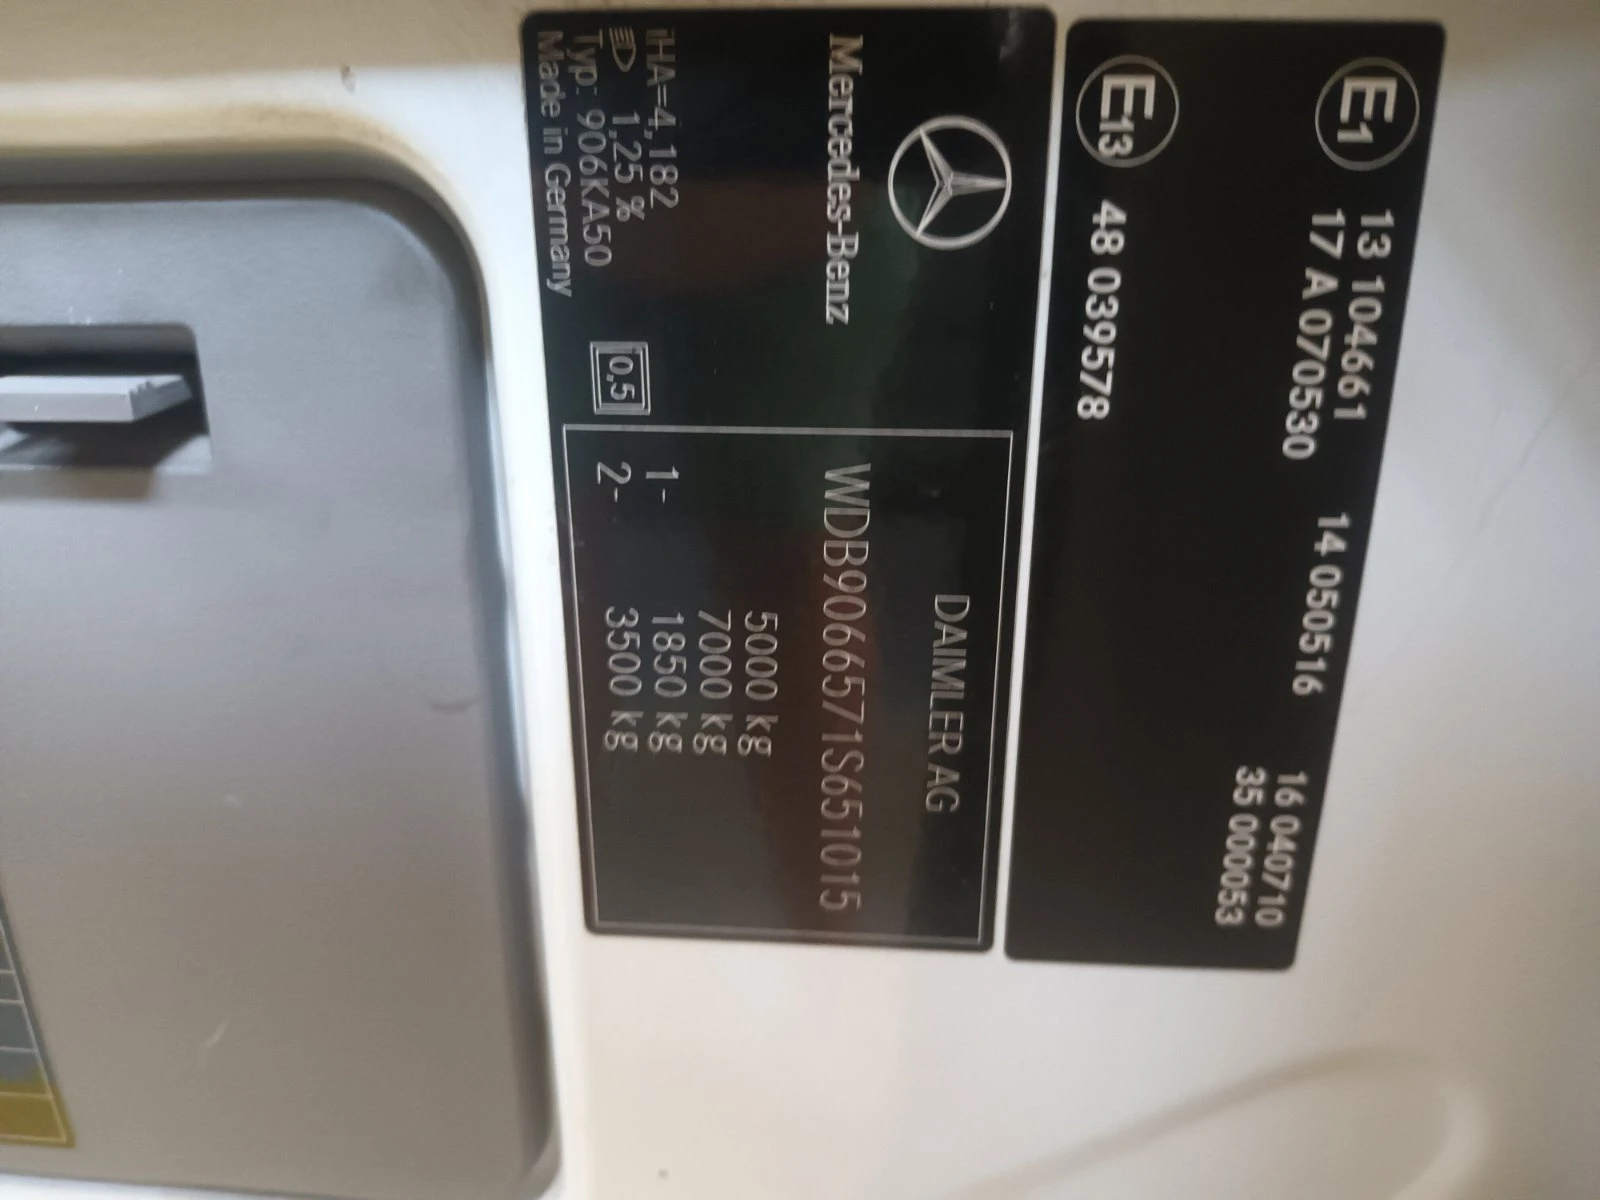 E1
13 104661
14 050516
16 040710
17 A 070530
35 000053
E13
48 039578
Mercedes-Benz
DAIMLER AG
WDB9066571S651015
5000 kg
7000 kg
1- 1850 kg
2- 3500 kg
iHA=4,182
1,25 %
0,5
Typ: 906KA50
Made in Germany